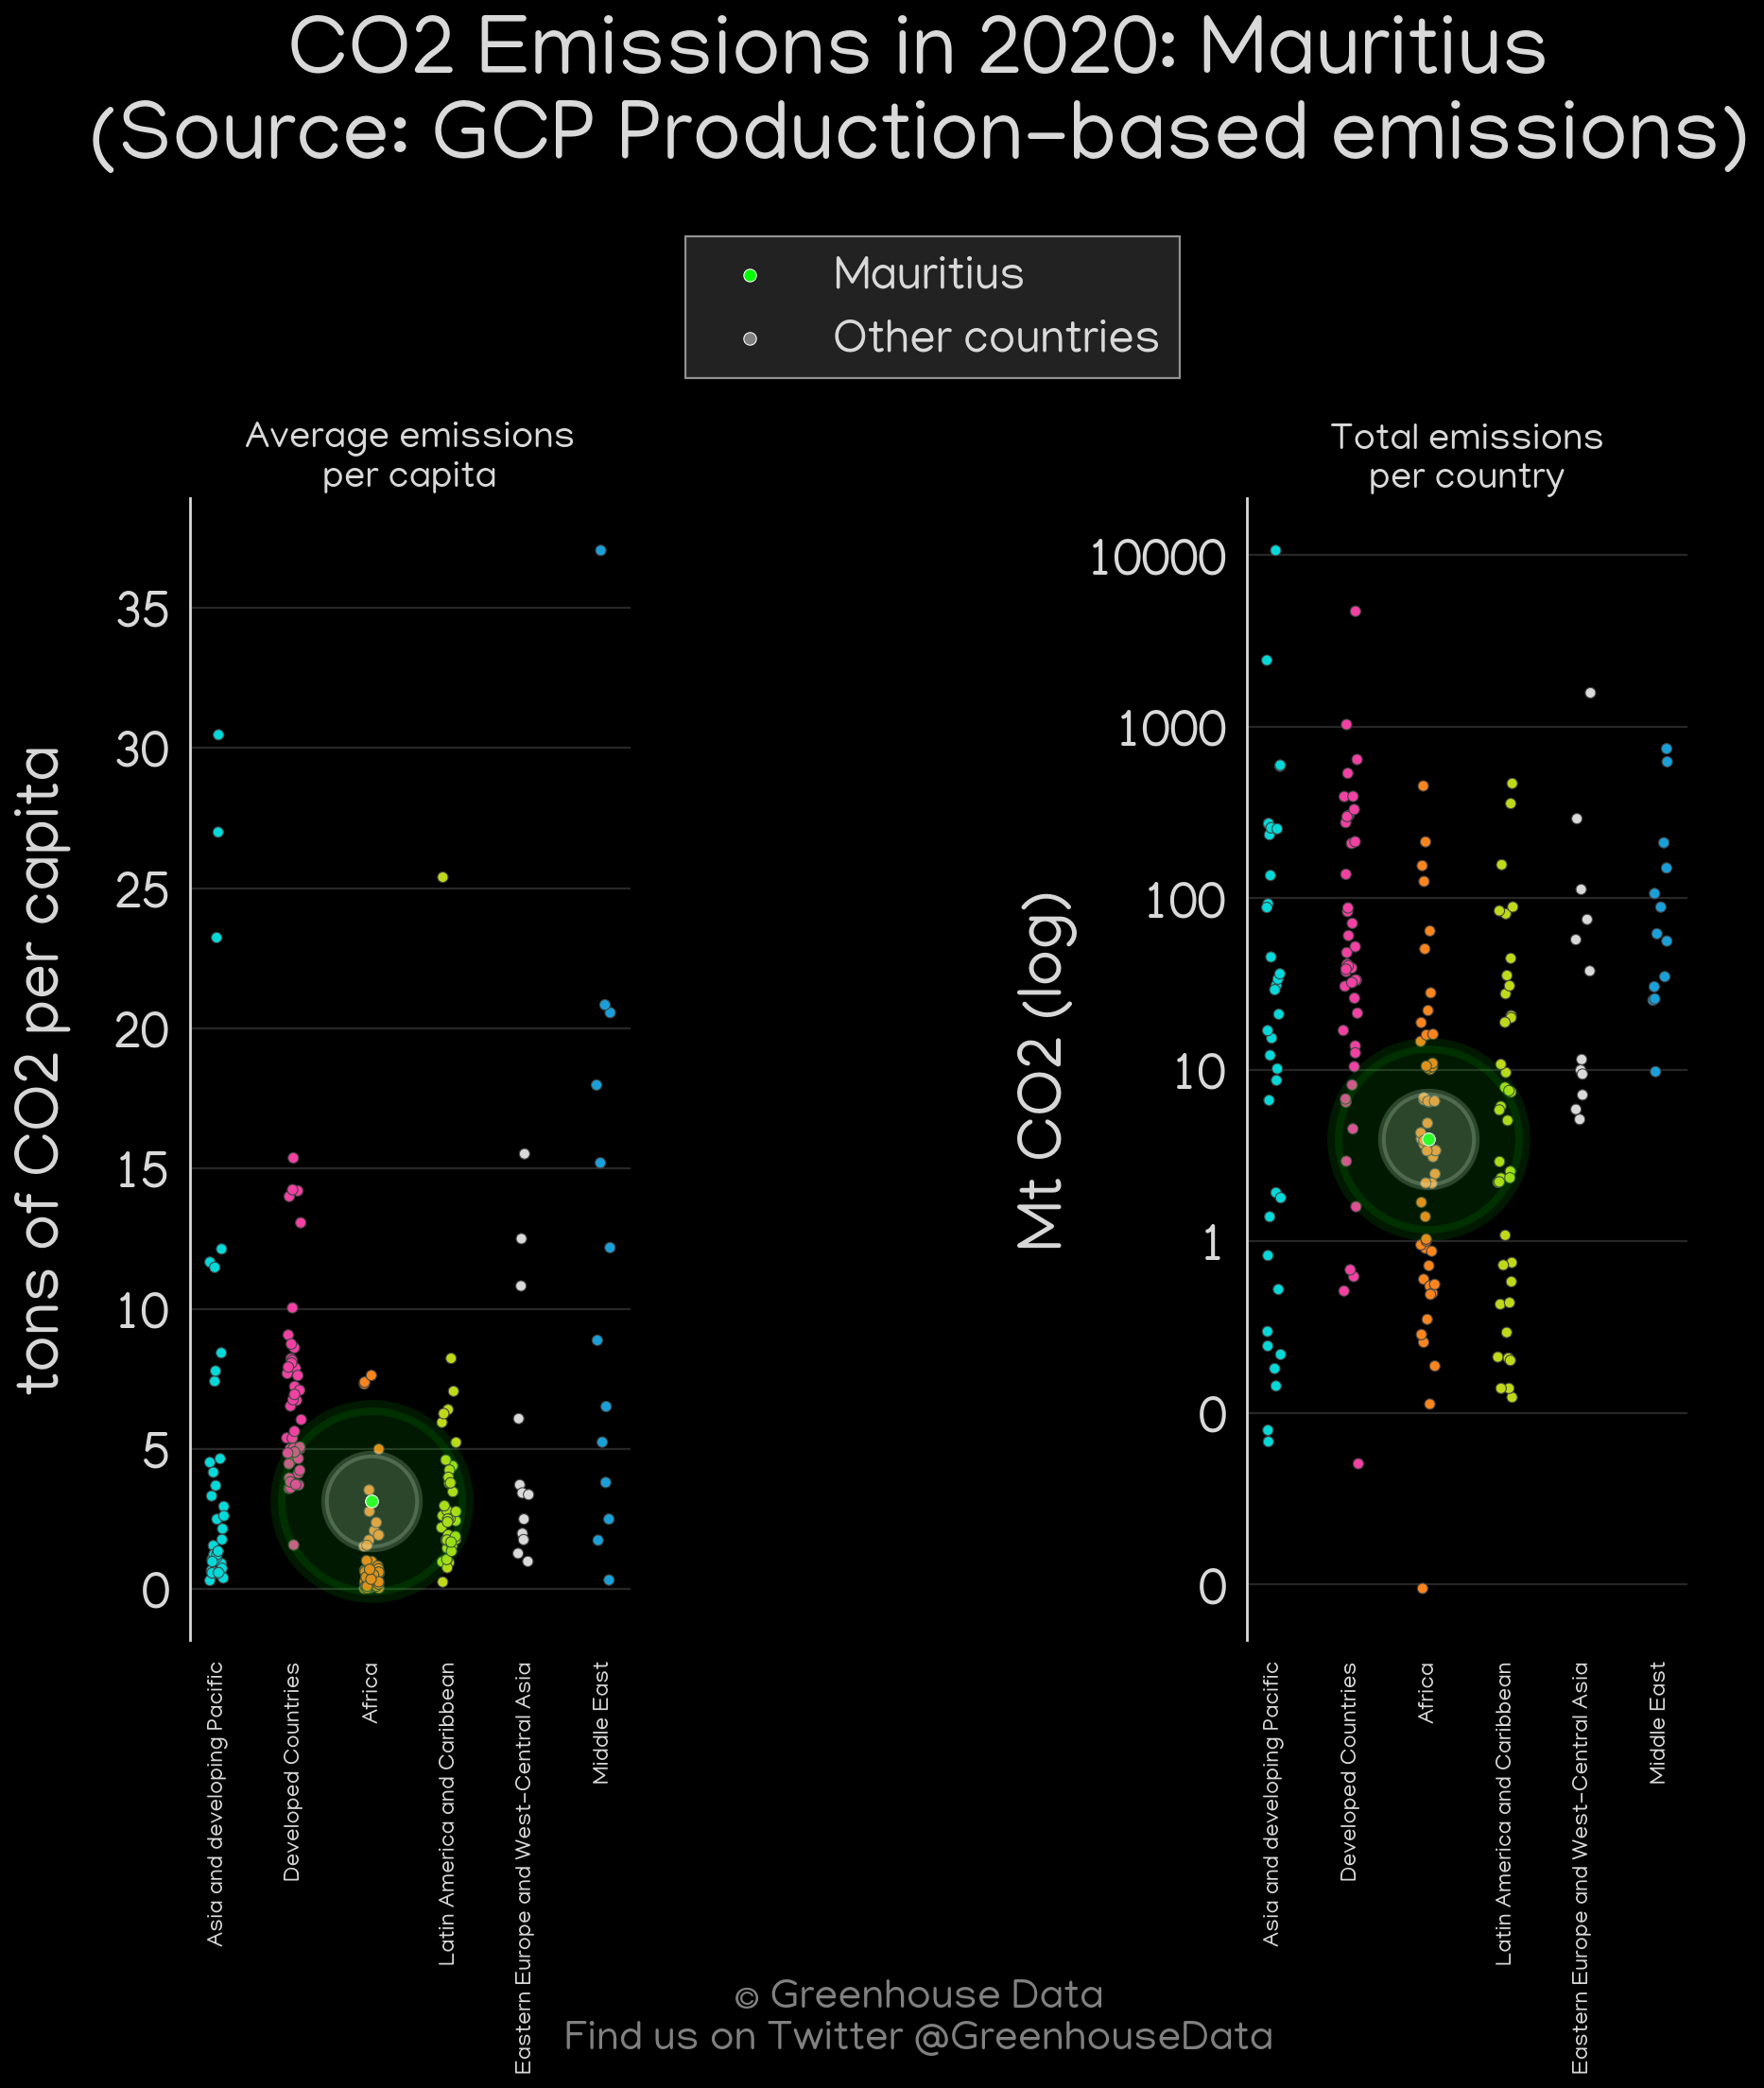 CO2 Emissions in 2020: Mauritius
(Source: GCP Production-based emissions)
Mauritius
Other countries
Average emissions
per capita
tons of CO2 per capita
35
30
25
20
15
10
5
0
Asia and developing Pacific
Developed Countries
Africa
Latin America and Caribbean
Eastern Europe and West-Central Asia
Middle East
Total emissions
per country
Mt CO2 (log)
10000
1000
100
10
1
0
0
Asia and developing Pacific
Developed Countries
Africa
Latin America and Caribbean
Eastern Europe and West-Central Asia
Middle East
© Greenhouse Data
Find us on Twitter @GreenhouseData